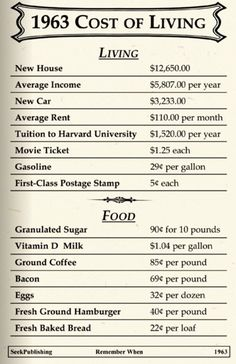 1963 COST OF LIVING
LIVING
New House $12,650.00
Average Income $5,807.00 per year
New Car $3,233.00
Average Rent $110.00 per month
Tuition to Harvard University $1,520.00 per year
Movie Ticket $1.25 each
Gasoline 29¢ per gallon
First-Class Postage Stamp 5¢ each
FOOD
Granulated Sugar 90¢ for 10 pounds
Vitamin D Milk $1.04 per gallon
Ground Coffee 85¢ per pound
Bacon 69¢ per pound
Eggs 32¢ per dozen
Fresh Ground Hamburger 40¢ per pound
Fresh Baked Bread 22¢ per loaf
SeekPublishing Remember When 1963